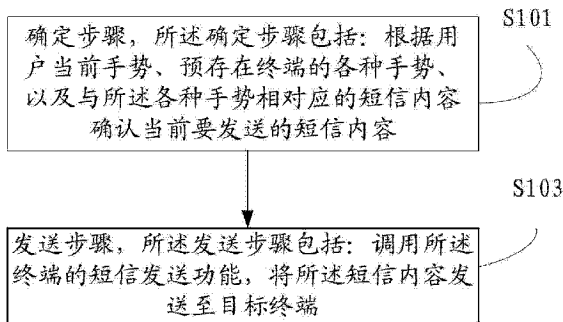 S101
确定步骤，所述确定步骤包括：根据用
户当前手势、预存在终端的各种手势、
以及与所述各种手势相对应的短信内容
确认当前要发送的短信内容
S103
发送步骤，所述发送步骤包括：调用所述
终端的短信发送功能，将所述短信内容发
送至目标终端